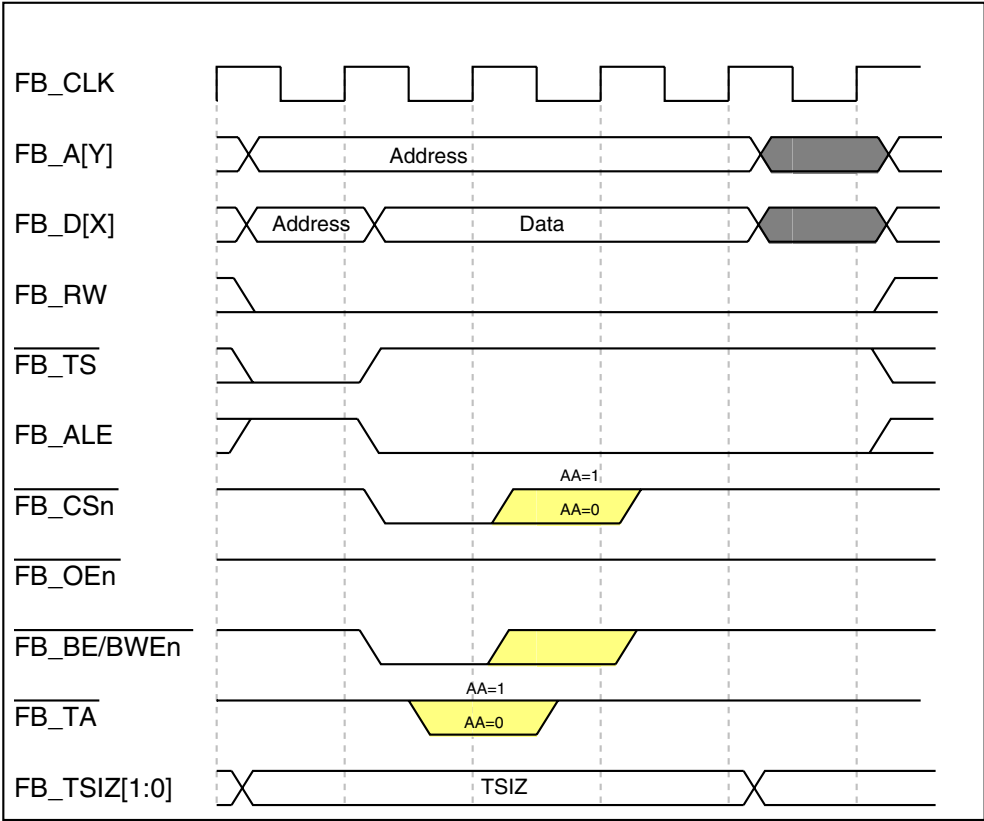 FB_CLK
FB_A[Y]
Address
FB_D[X]
Address
Data
FB_RW
FB_TS
FB_ALE
FB_CSn
AA=1
AA=0
FB_OEn
FB_BE/BWEn
FB_TA
AA=1
AA=0
FB_TSIZ[1:0]
TSIZ